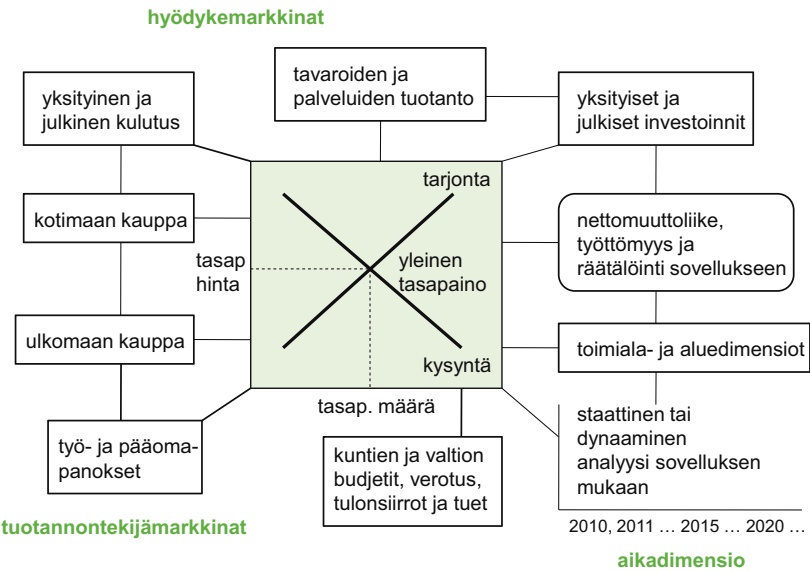 hyödykemarkkinat
yksityinen ja
julkinen kulutus
tavaroiden ja
palveluiden tuotanto
yksityiset ja
julkiset investoinnit
kotimaan kauppa
ulkomaan kauppa
työ- ja pääoma-
panokset
tuotannontekijämarkkinat
tarjonta
tasap
hinta
yleinen
tasapaino
kysyntä
tasap. määrä
kuntien ja valtion
budjetit, verotus,
tulonsiirrot ja tuet
nettomuuttoliike,
työttömyys ja
räätälöinti sovellukseen
toimiala- ja aluedimensiot
staattinen tai
dynaaminen
analyysi sovelluksen
mukaan
2010, 2011 … 2015 … 2020 …
aikadimensio